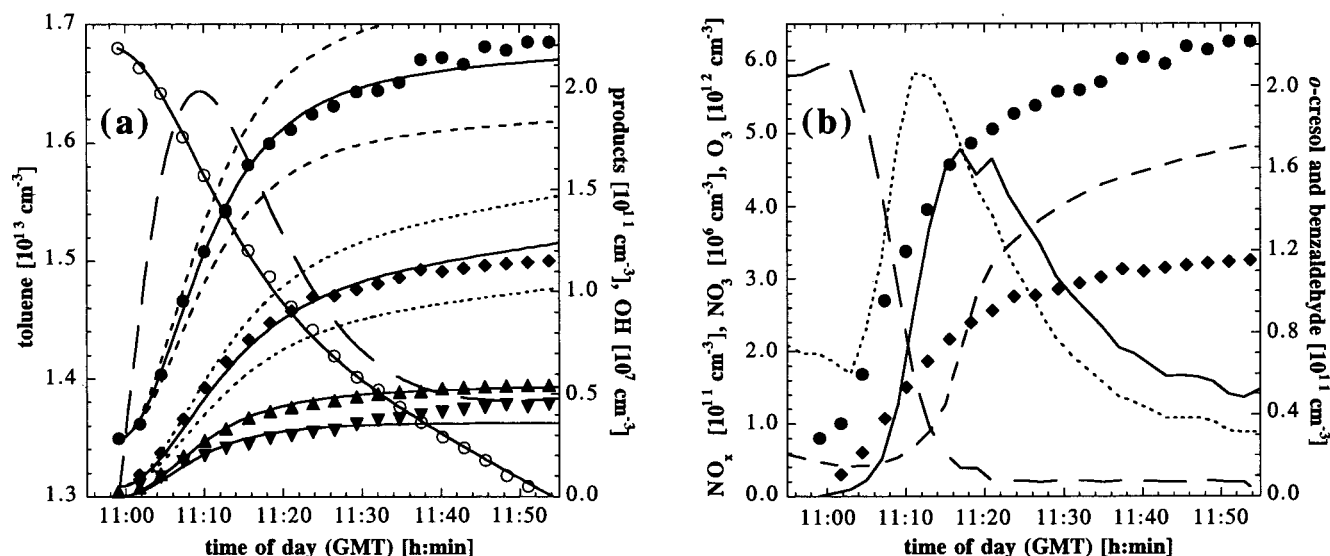 (a)
toluene [10^13 cm^-3]
1.7
1.6
1.5
1.4
1.3
2.0
1.5
1.0
0.5
0.0
products [10^11 cm^-3], OH [10^7 cm^-3]
11:00 11:10 11:20 11:30 11:40 11:50
time of day (GMT) [h:min]
(b)
NO_x [10^11 cm^-3], NO_3 [10^6 cm^-3], O_3 [10^12 cm^-3]
6.0
5.0
4.0
3.0
2.0
1.0
0.0
2.0
1.6
1.2
0.8
0.4
0.0
o-cresol and benzaldehyde [10^11 cm^-3]
11:00 11:10 11:20 11:30 11:40 11:50
time of day (GMT) [h:min]